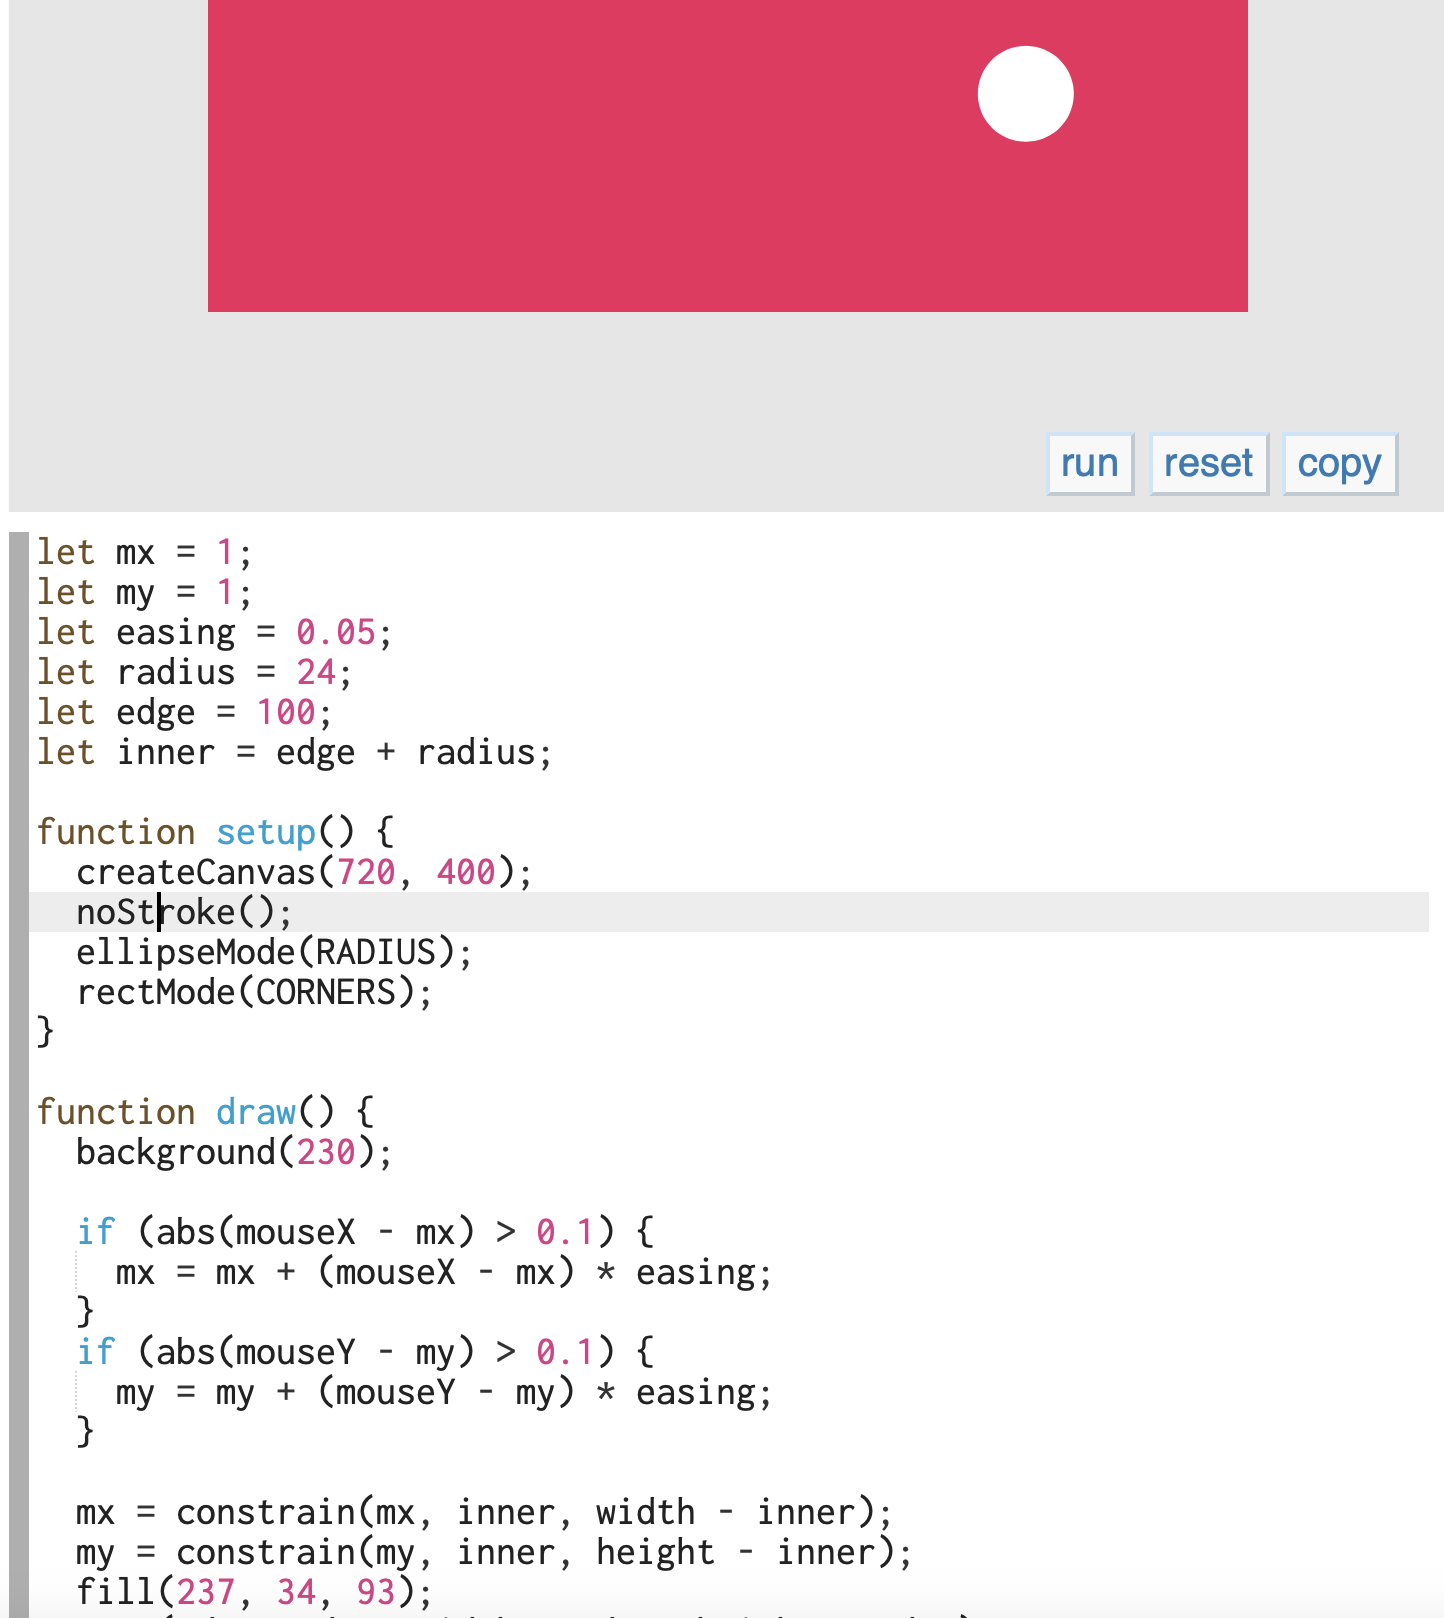 run reset copy
let mx = 1;
let my = 1;
let easing = 0.05;
let radius = 24;
let edge = 100;
let inner = edge + radius;
function setup() {
createCanvas(720, 400);
noStroke();
ellipseMode(RADIUS);
rectMode(CORNERS);
}
function draw() {
background(230);
if (abs(mouseX - mx) > 0.1) {
mx = mx + (mouseX - mx) * easing;
}
if (abs(mouseY - my) > 0.1) {
my = my + (mouseY - my) * easing;
}
mx = constrain(mx, inner, width - inner);
my = constrain(my, inner, height - inner);
fill(237, 34, 93);